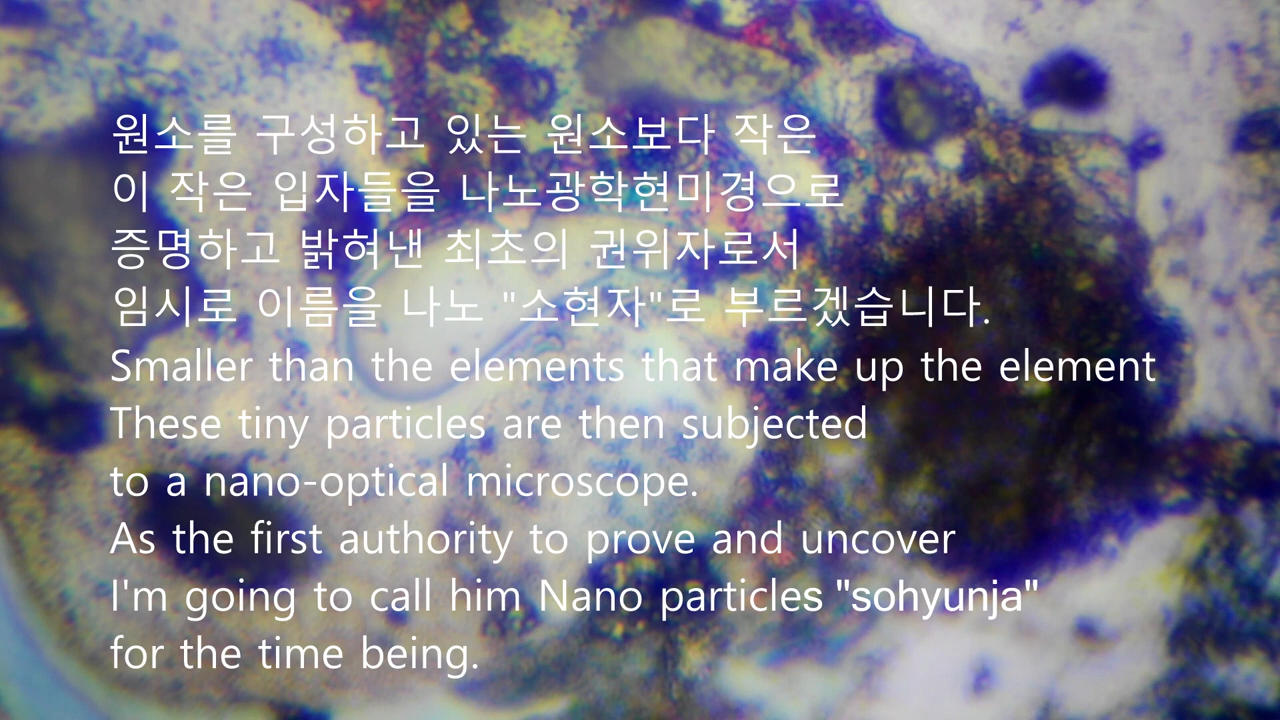 원소를 구성하고 있는 원소보다 작은
이 작은 입자들을 나노광학현미경으로
증명하고 밝혀낸 최초의 권위자로서
임시로 이름을 나노 "소현자"로 부르겠습니다.
Smaller than the elements that make up the element
These tiny particles are then subjected
to a nano-optical microscope.
As the first authority to prove and uncover
I'm going to call him Nano particles "sohyunja"
for the time being.